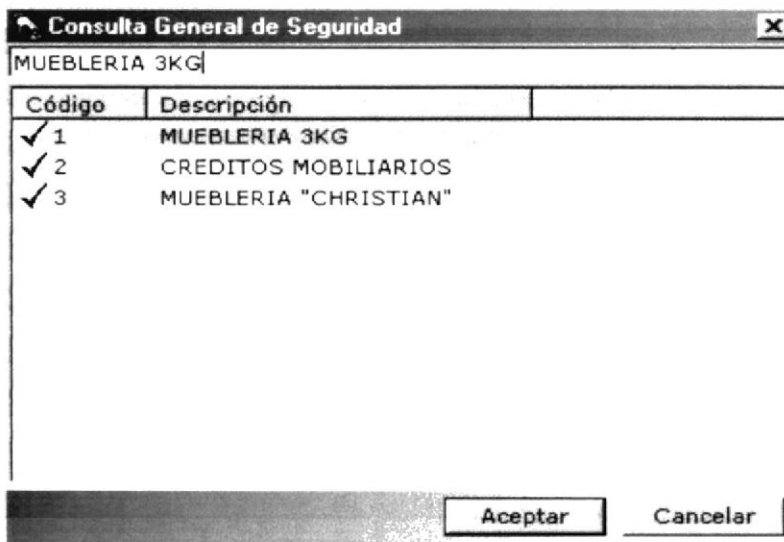 Consulta General de Seguridad
MUEBLERIA 3KG
Código Descripción
1 MUEBLERIA 3KG
2 CREDITOS MOBILIARIOS
3 MUEBLERIA "CHRISTIAN"
Aceptar Cancelar